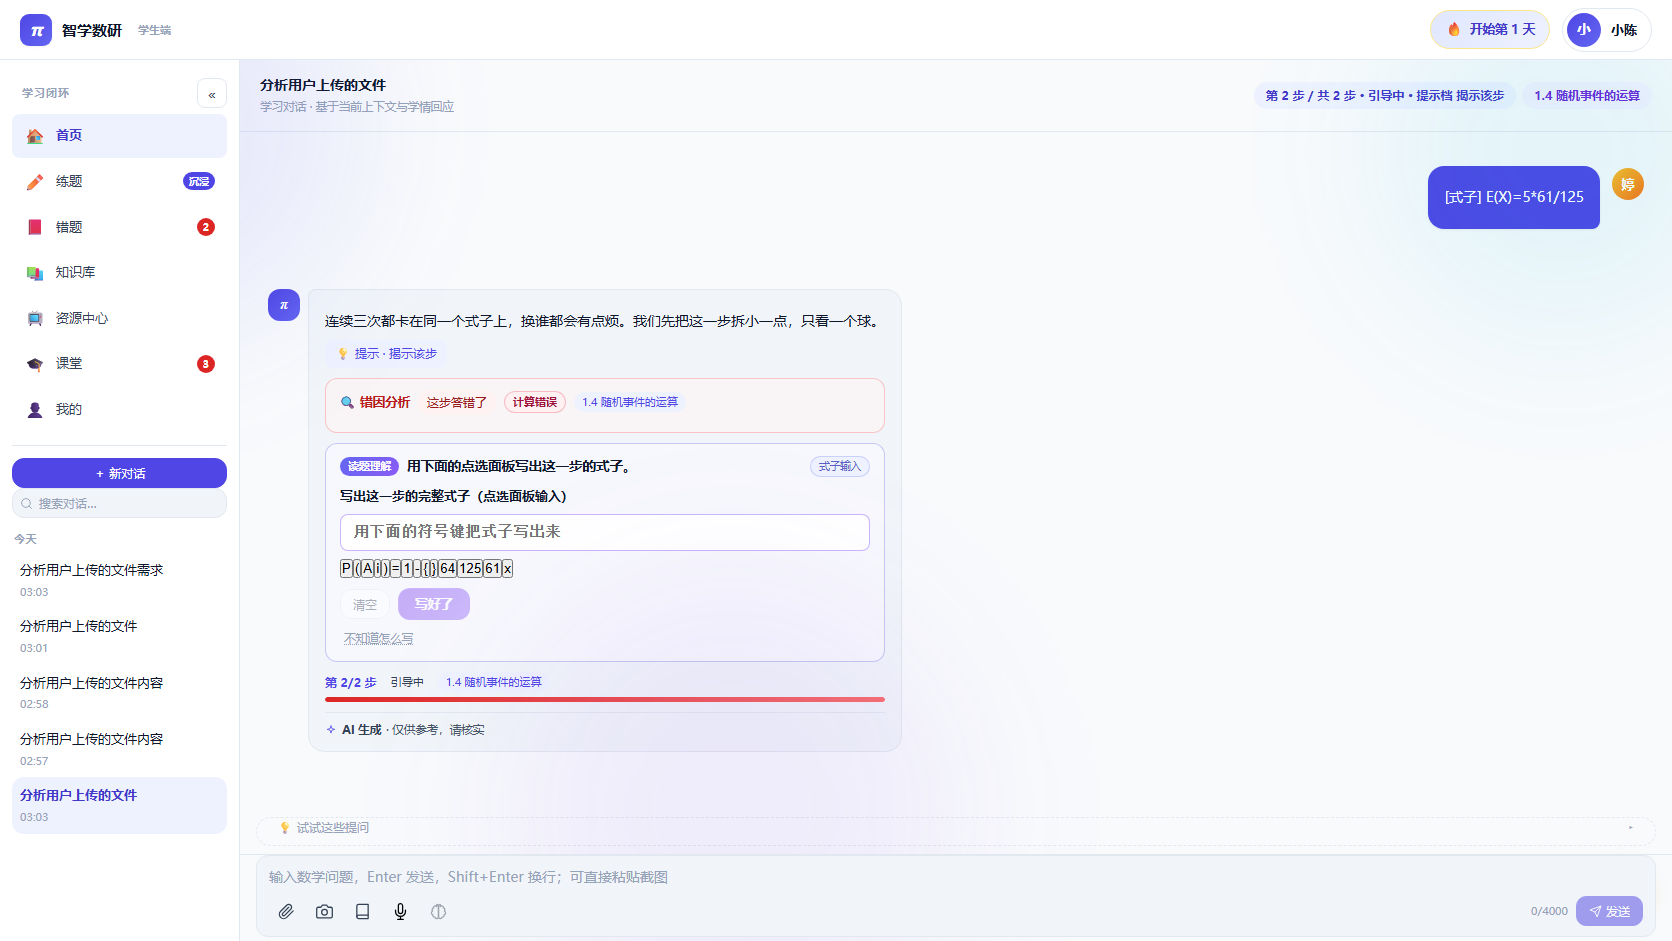 π 智学数研 学生端
🔥 开始第 1 天
小 小陈
学习闭环 «
首页
练题 沉浸
错题 2
知识库
资源中心
课堂 3
我的
+ 新对话
搜索对话...
今天
分析用户上传的文件需求
03:03
分析用户上传的文件
03:01
分析用户上传的文件内容
02:58
分析用户上传的文件内容
02:57
分析用户上传的文件
03:03
分析用户上传的文件
学习对话 · 基于当前上下文与学情回应
第 2 步 / 共 2 步 • 引导中 • 提示档 揭示该步
1.4 随机事件的运算
[式子] E(X)=5*61/125
婷
π
连续三次都卡在同一个式子上，换谁都会有点烦。我们先把这一步拆小一点，只看一个球。
💡 提示 · 揭示该步
🔍 错因分析 这步答错了 计算错误 1.4 随机事件的运算
读题理解 用下面的点选面板写出这一步的式子。 式子输入
写出这一步的完整式子（点选面板输入）
用下面的符号键把式子写出来
P ( A i ) = 1 - { } 64 125 61 x
清空 写好了
不知道怎么写
第 2/2 步 引导中 1.4 随机事件的运算
✧ AI 生成 · 仅供参考，请核实
💡 试试这些提问
输入数学问题，Enter 发送，Shift+Enter 换行；可直接粘贴截图
0/4000 发送